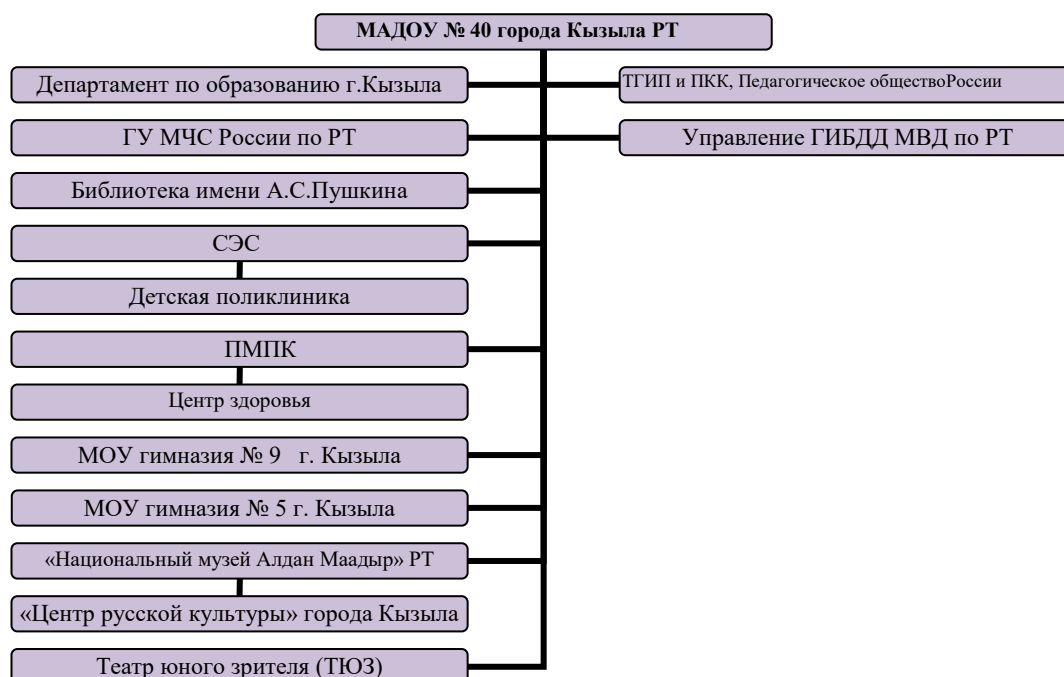 МАДОУ № 40 города Кызыла РТ
Департамент по образованию г.Кызыла
ТГИП и ПКК, Педагогическое обществоРоссии
ГУ МЧС России по РТ
Управление ГИБДД МВД по РТ
Библиотека имени А.С.Пушкина
СЭС
Детская поликлиника
ПМПК
Центр здоровья
МОУ гимназия № 9 г. Кызыла
МОУ гимназия № 5 г. Кызыла
«Национальный музей Алдан Маадыр» РТ
«Центр русской культуры» города Кызыла
Театр юного зрителя (ТЮЗ)